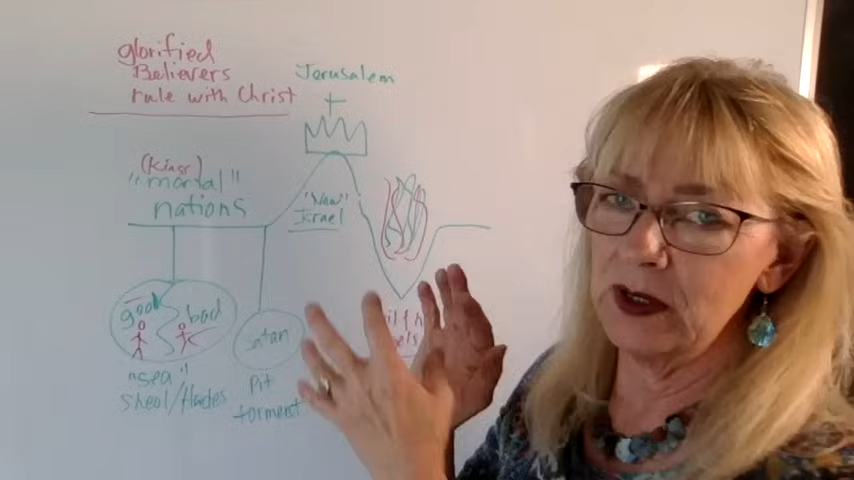 glorified
Believers
rule with Christ
Jerusalem
(Kings)
"mortal"
nations
"New"
Israel
good bad
"sea"
Sheol/Hades
Satan
Pit
torment